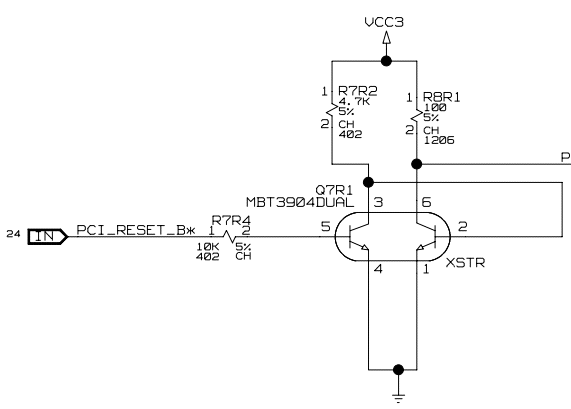 VCC3
1 R7R2
4.7K
5%
2 CH
402
1 R8R1
100
5%
2 CH
1206
P
Q7R1
MBT3904DUAL 3 6
24 IN PCI_RESET_B* 1 R7R4 2 5 2
10K 5%
402 CH
4 1
XSTR